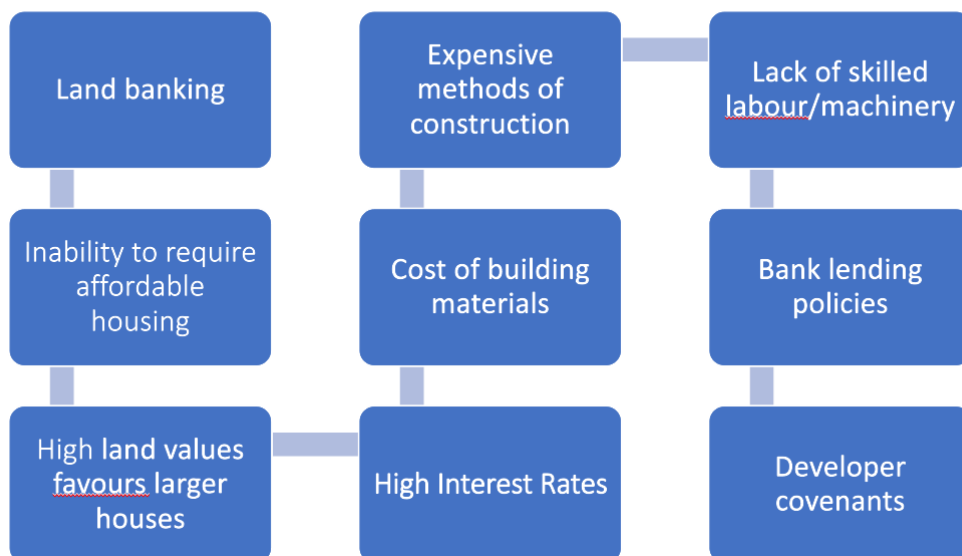 Land banking
Inability to require
affordable
housing
High land values
favours larger
houses
High Interest Rates
Cost of building
materials
Expensive
methods of
construction
Lack of skilled
labour/machinery
Bank lending
policies
Developer
covenants